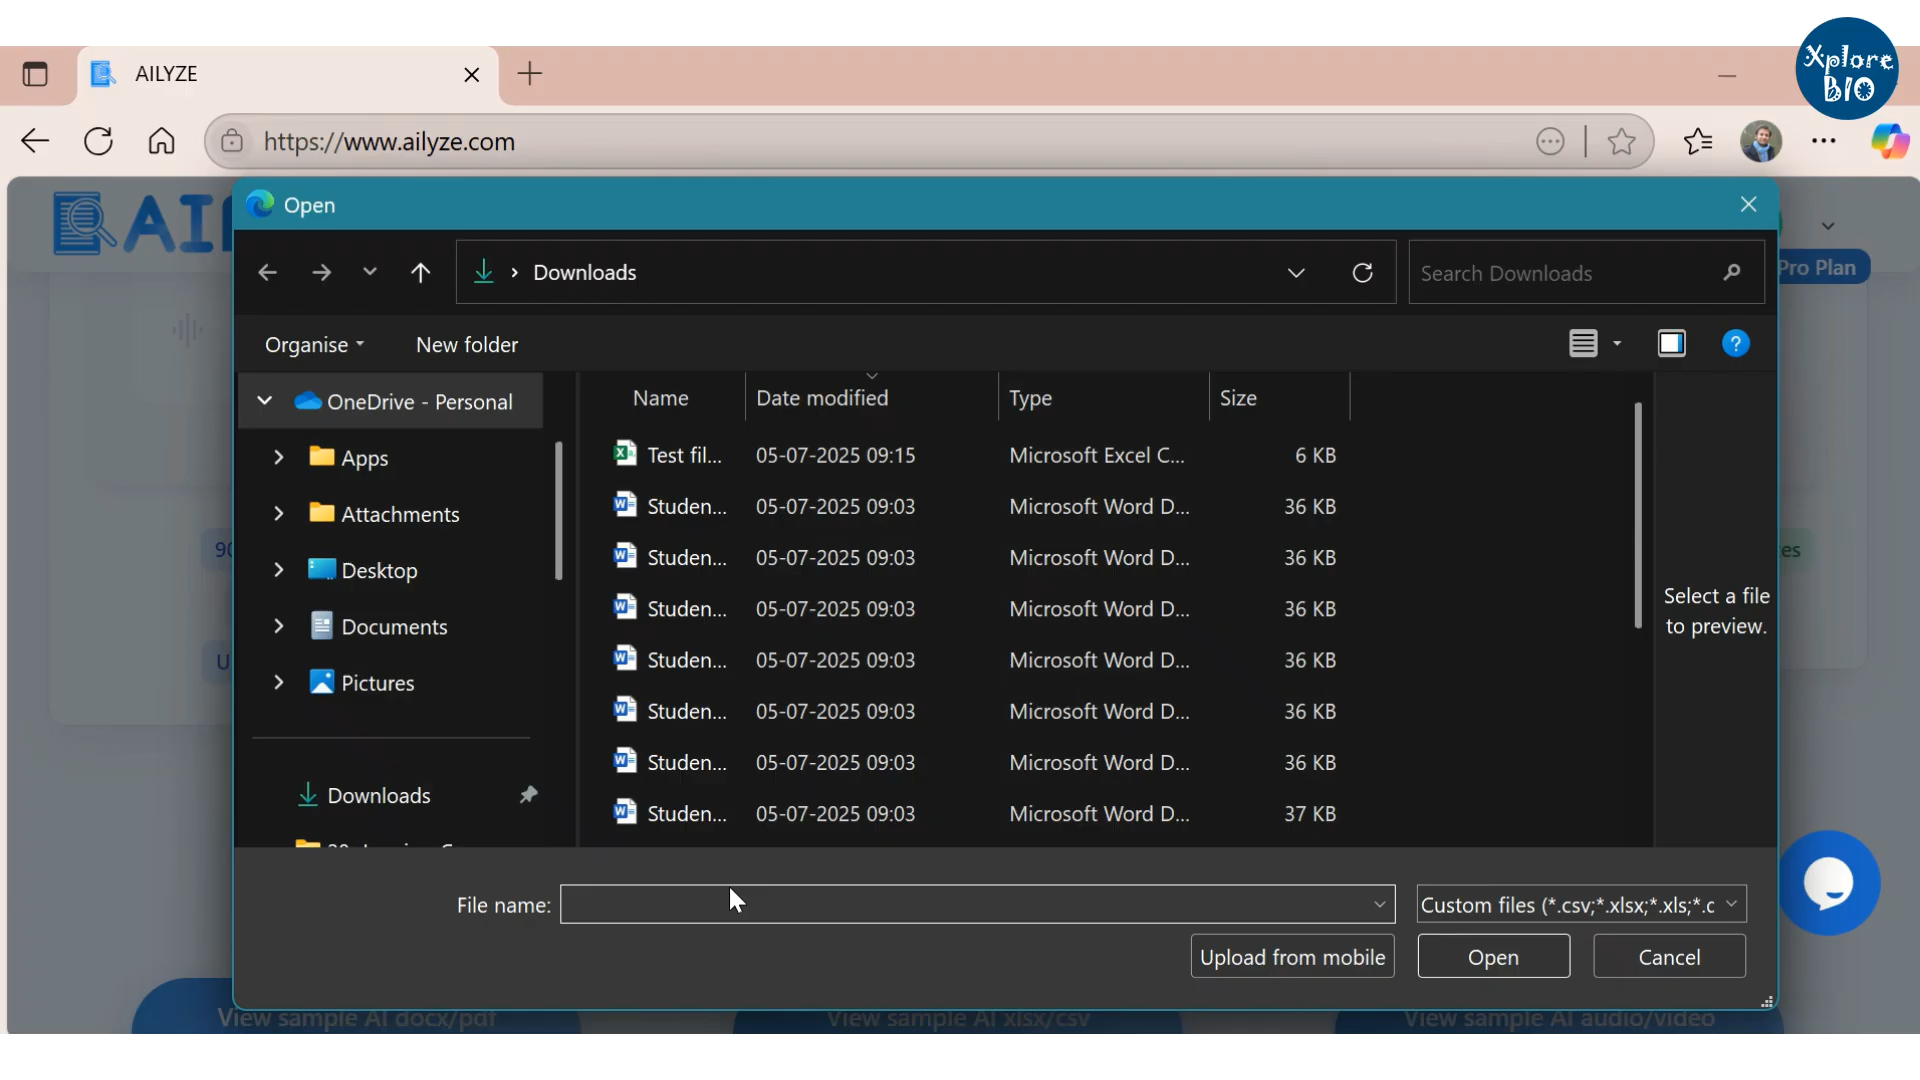 Xplore
BIO
AILYZE
https://www.ailyze.com
Open
Downloads
Search Downloads
Pro Plan
Organise
New folder
OneDrive - Personal
Apps
Attachments
Desktop
Documents
Pictures
Downloads
Name Date modified Type Size
Test fil... 05-07-2025 09:15 Microsoft Excel C... 6 KB
Studen... 05-07-2025 09:03 Microsoft Word D... 36 KB
Studen... 05-07-2025 09:03 Microsoft Word D... 36 KB
Studen... 05-07-2025 09:03 Microsoft Word D... 36 KB
Studen... 05-07-2025 09:03 Microsoft Word D... 36 KB
Studen... 05-07-2025 09:03 Microsoft Word D... 36 KB
Studen... 05-07-2025 09:03 Microsoft Word D... 36 KB
Studen... 05-07-2025 09:03 Microsoft Word D... 37 KB
Select a file
to preview.
File name:
Custom files (*.csv;*.xlsx;*.xls;*.c
Upload from mobile
Open
Cancel
View sample AI docx/pdf
View sample AI xlsx/csv
View sample AI audio/video